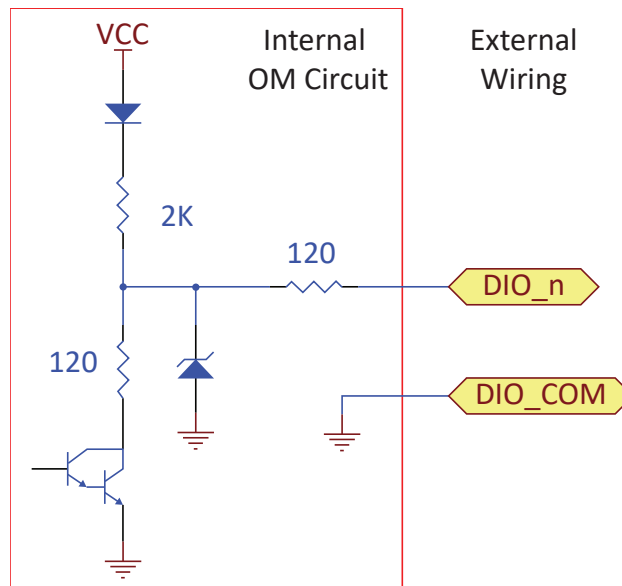 VCC
Internal
OM Circuit
External
Wiring
2K
120
DIO_n
120
DIO_COM